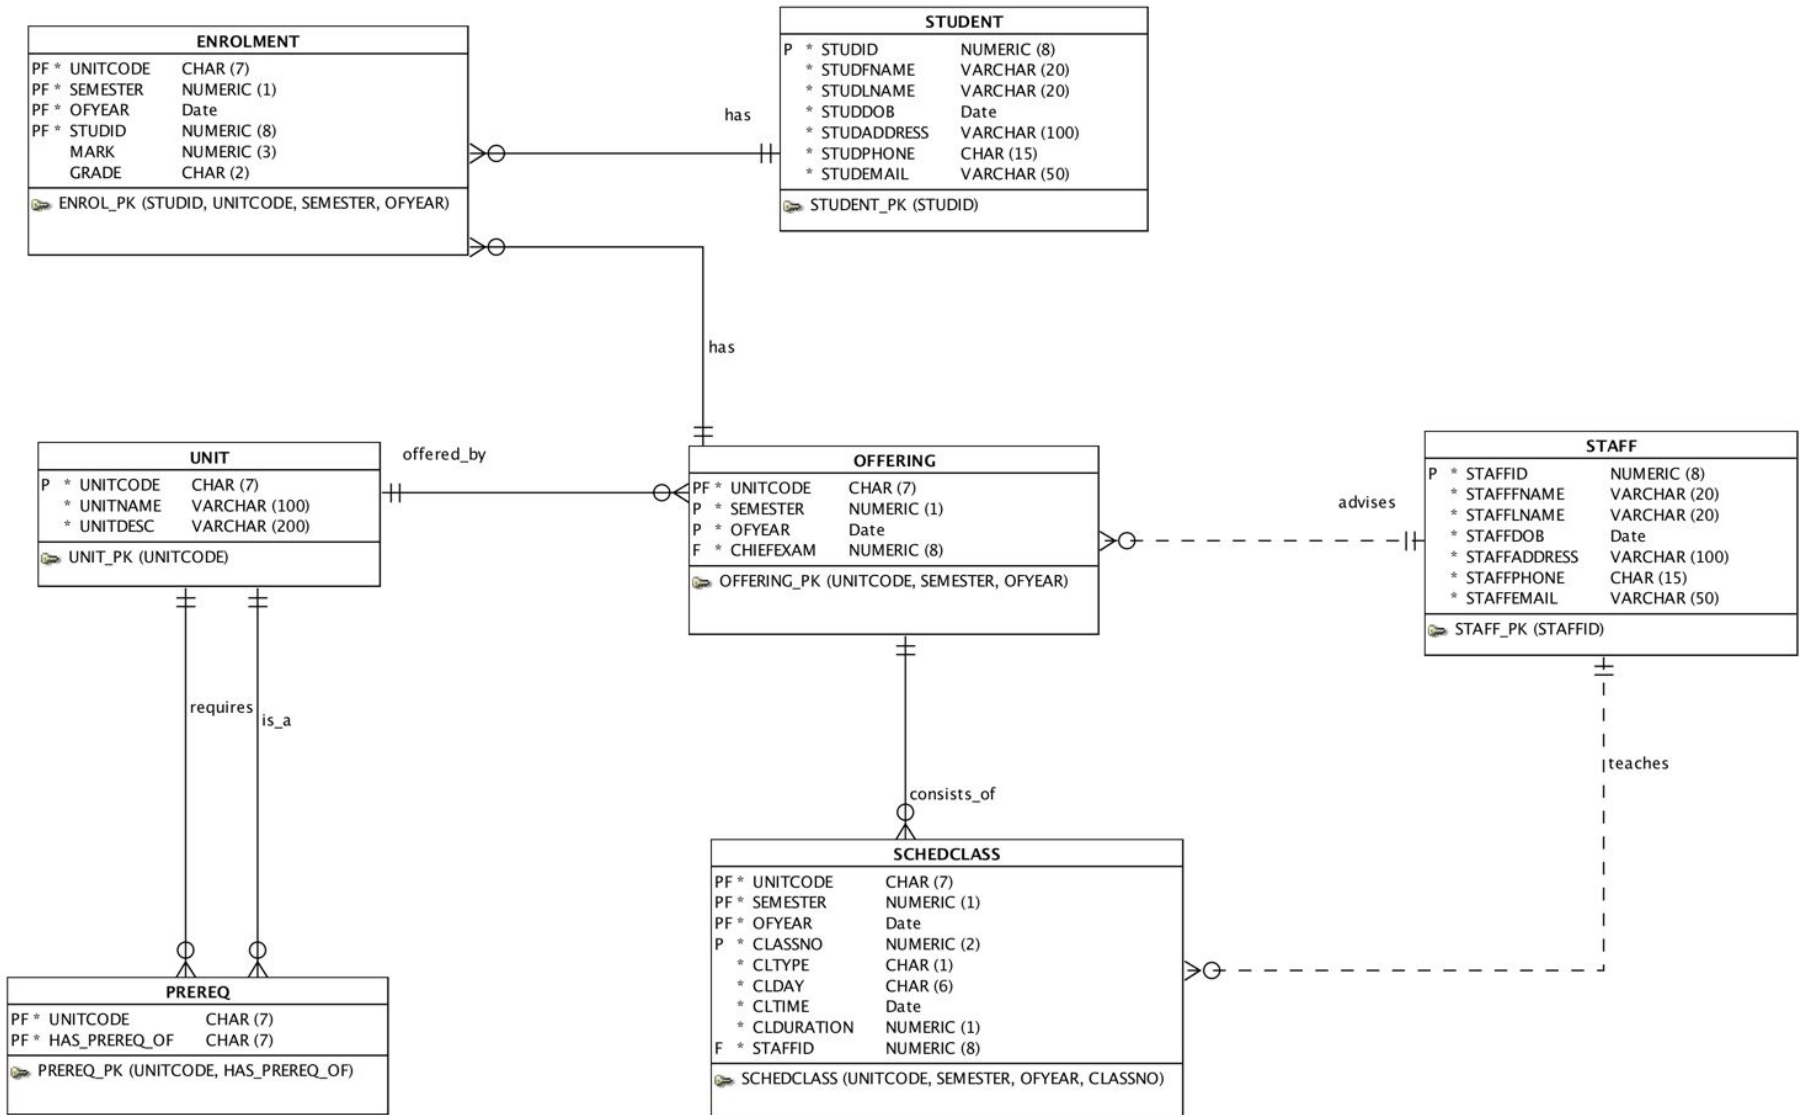 ENROLMENT
PF * UNITCODE CHAR (7)
PF * SEMESTER NUMERIC (1)
PF * OFYEAR Date
PF * STUDID NUMERIC (8)
MARK NUMERIC (3)
GRADE CHAR (2)
ENROL_PK (STUDID, UNITCODE, SEMESTER, OFYEAR)
has
STUDENT
P * STUDID NUMERIC (8)
* STUDFNAME VARCHAR (20)
* STUDLNAME VARCHAR (20)
* STUDDOB Date
* STUDADDRESS VARCHAR (100)
* STUDPHONE CHAR (15)
* STUDEMAIL VARCHAR (50)
STUDENT_PK (STUDID)
has
UNIT
P * UNITCODE CHAR (7)
* UNITNAME VARCHAR (100)
* UNITDESC VARCHAR (200)
UNIT_PK (UNITCODE)
offered_by
OFFERING
PF * UNITCODE CHAR (7)
P * SEMESTER NUMERIC (1)
P * OFYEAR Date
F * CHIEFEXAM NUMERIC (8)
OFFERING_PK (UNITCODE, SEMESTER, OFYEAR)
advises
STAFF
P * STAFFID NUMERIC (8)
* STAFFFNAME VARCHAR (20)
* STAFFLNAME VARCHAR (20)
* STAFFDOB Date
* STAFFADDRESS VARCHAR (100)
* STAFFPHONE CHAR (15)
* STAFFEMAIL VARCHAR (50)
STAFF_PK (STAFFID)
requires
is_a
consists_of
teaches
PREREQ
PF * UNITCODE CHAR (7)
PF * HAS_PREREQ_OF CHAR (7)
PREREQ_PK (UNITCODE, HAS_PREREQ_OF)
SCHEDCLASS
PF * UNITCODE CHAR (7)
PF * SEMESTER NUMERIC (1)
PF * OFYEAR Date
P * CLASSNO NUMERIC (2)
* CLTYPE CHAR (1)
* CLDAY CHAR (6)
* CLTIME Date
* CLDURATION NUMERIC (1)
F * STAFFID NUMERIC (8)
SCHEDCLASS (UNITCODE, SEMESTER, OFYEAR, CLASSNO)